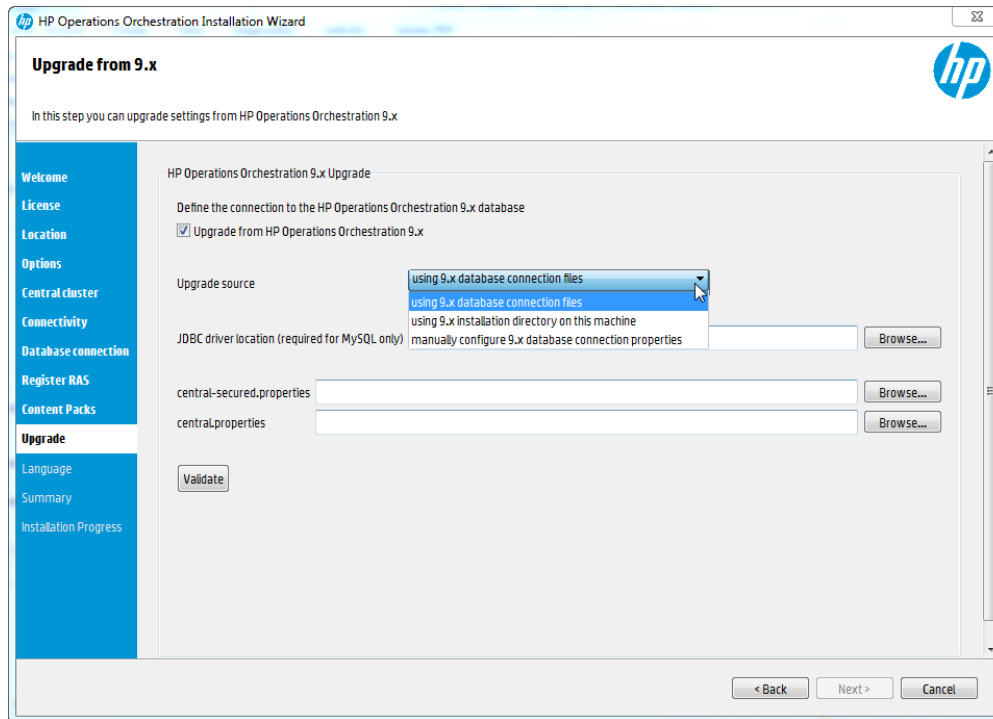 HP Operations Orchestration Installation Wizard
Upgrade from 9.x
hp
In this step you can upgrade settings from HP Operations Orchestration 9.x
Welcome
License
Location
Options
Central cluster
Connectivity
Database connection
Register RAS
Content Packs
Upgrade
Language
Summary
Installation Progress
HP Operations Orchestration 9.x Upgrade
Define the connection to the HP Operations Orchestration 9.x database
Upgrade from HP Operations Orchestration 9.x
Upgrade source
using 9.x database connection files
using 9.x database connection files
using 9.x installation directory on this machine
manually configure 9.x database connection properties
JDBC driver location (required for MySQL only)
Browse...
central-secured.properties
Browse...
central.properties
Browse...
Validate
< Back
Next >
Cancel